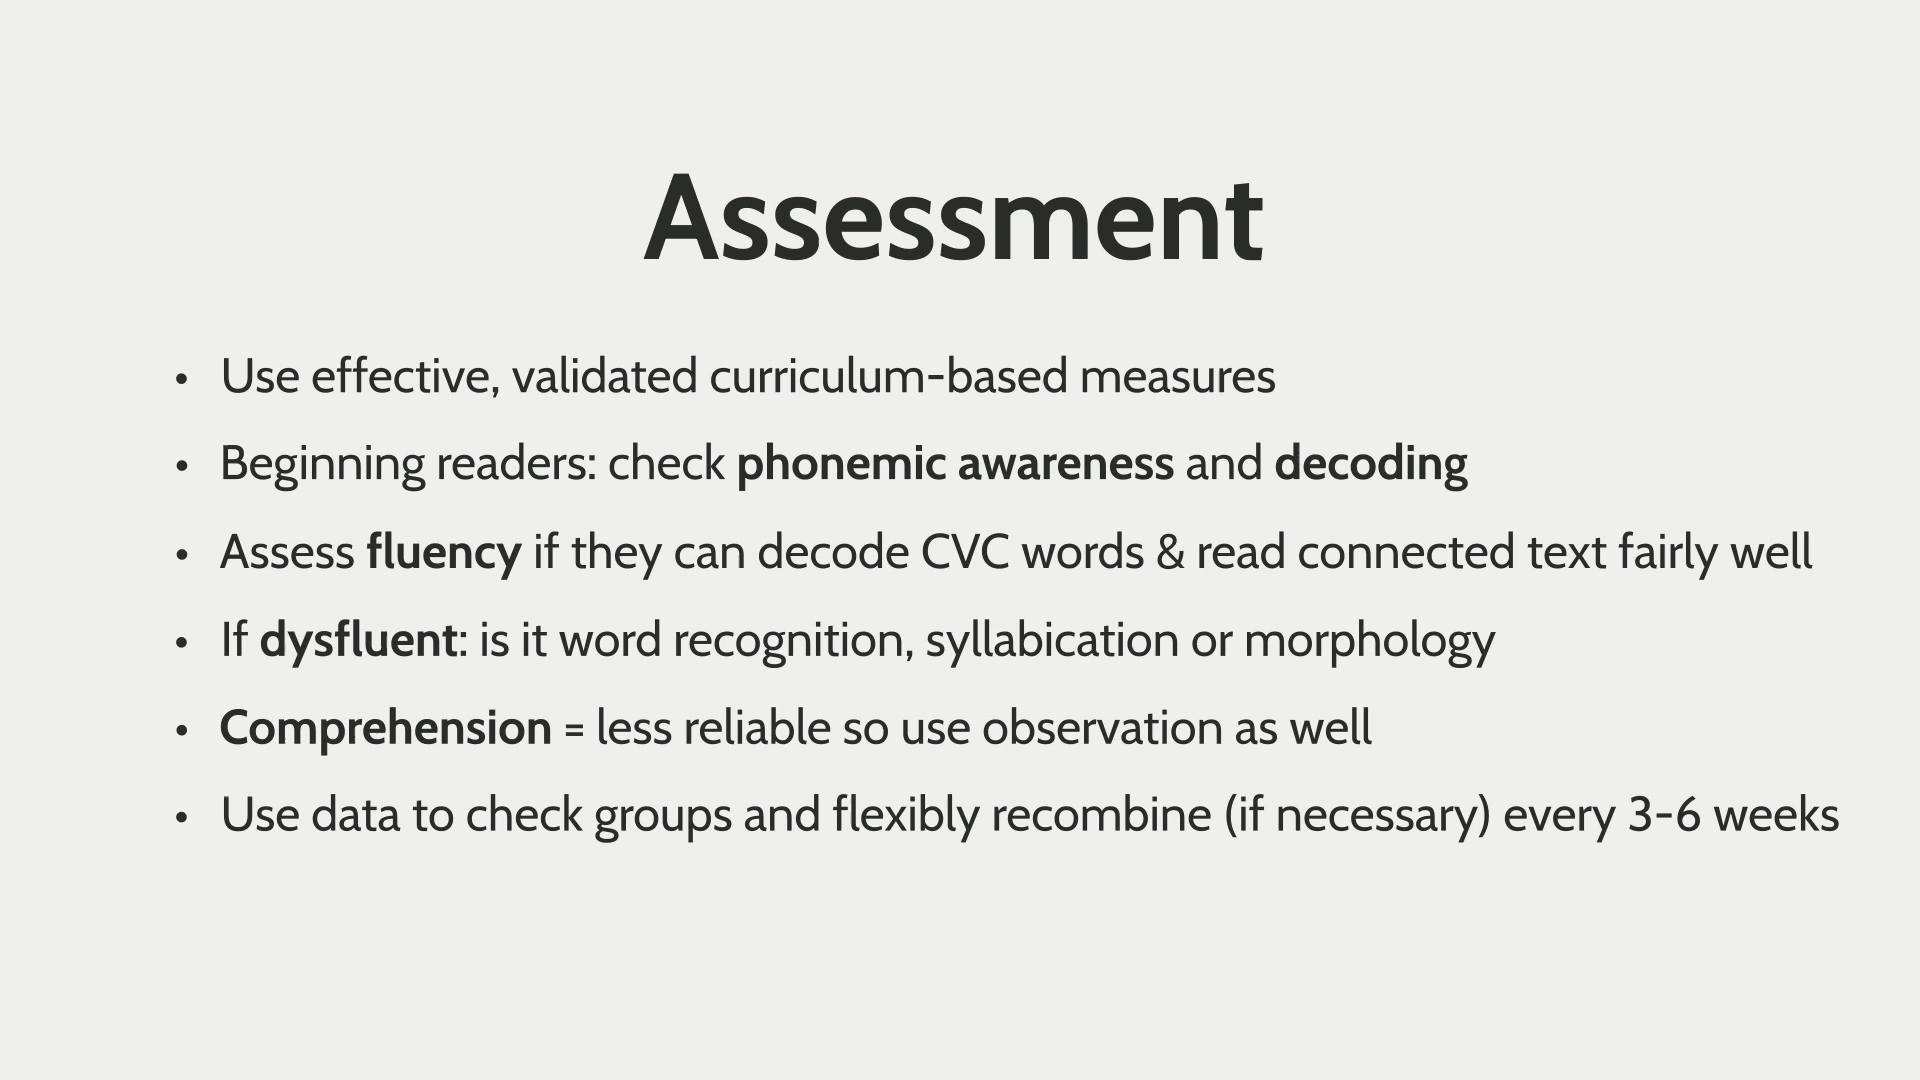 Assessment
• Use effective, validated curriculum-based measures
• Beginning readers: check phonemic awareness and decoding
• Assess fluency if they can decode CVC words & read connected text fairly well
• If dysfluent: is it word recognition, syllabication or morphology
• Comprehension = less reliable so use observation as well
• Use data to check groups and flexibly recombine (if necessary) every 3-6 weeks